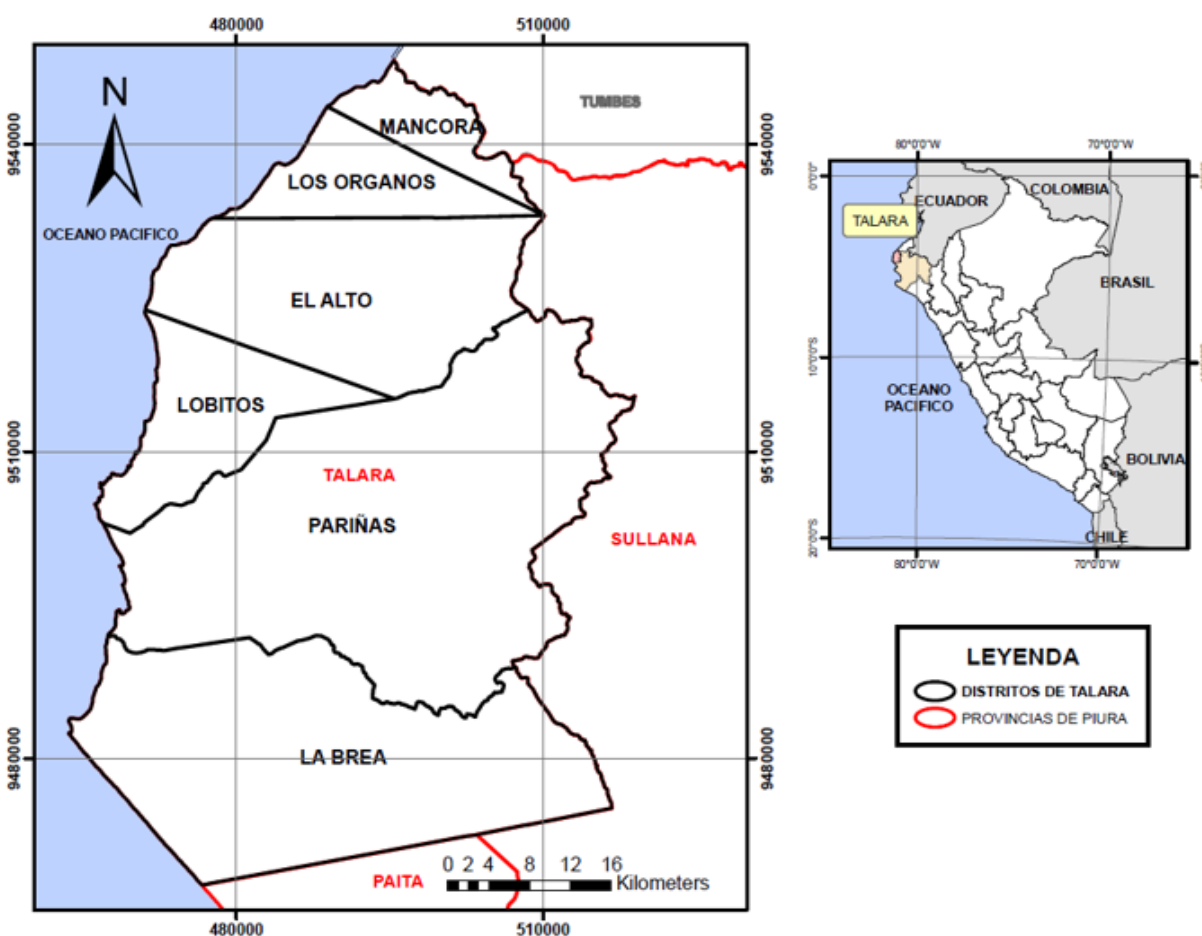 480000
510000
N
MANCORA
TUMBES
9540000
9540000
LOS ORGANOS
OCEANO PACIFICO
EL ALTO
LOBITOS
9510000
9510000
TALARA
PARIÑAS
SULLANA
9480000
9480000
LA BREA
0 2 4 8 12 16
Kilometers
PAITA
480000
510000
80°0'0"W
70°0'0"W
0°0'0"
COLOMBIA
ECUADOR
TALARA
BRASIL
10°0'0"S
OCEANO
PACIFICO
BOLIVIA
CHILE
20°0'0"S
80°0'0"W
70°0'0"W
LEYENDA
DISTRITOS DE TALARA
PROVINCIAS DE PIURA